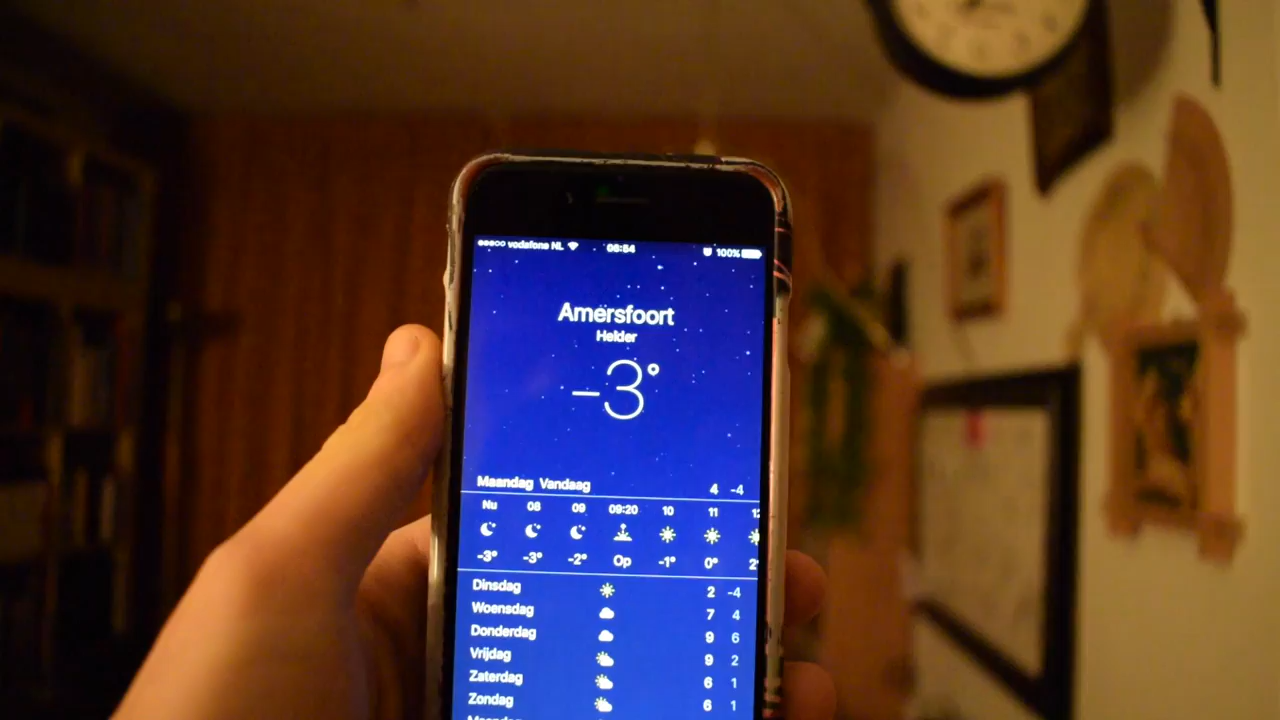 vodafone NL 06:54 100%
Amersfoort
Helder
-3°
Maandag Vandaag 4 -4
Nu 08 09 09:20 10 11
-3° -3° -2° Op -1° 0°
Dinsdag 2 -4
Woensdag 7 4
Donderdag 9 6
Vrijdag 9 2
Zaterdag 6 1
Zondag 6 1